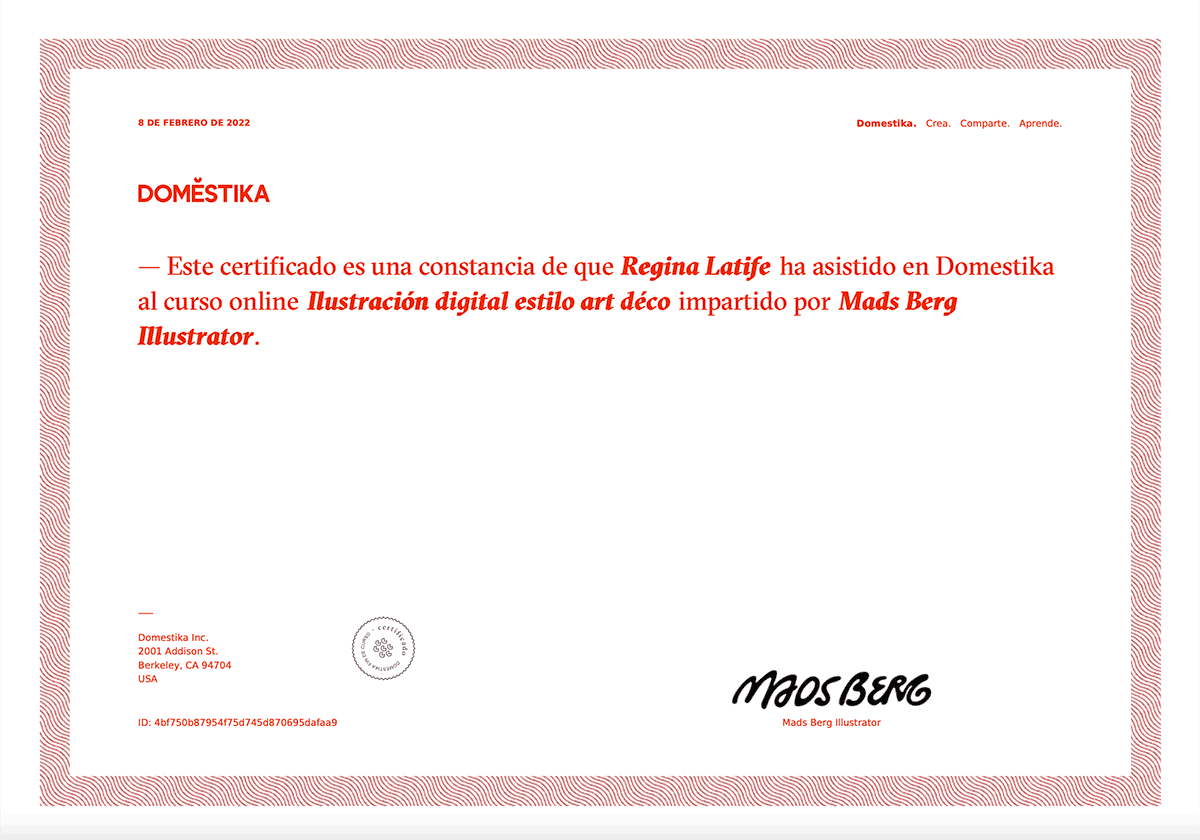 8 DE FEBRERO DE 2022
Domestika. Crea. Comparte. Aprende.
DOMĔSTIKA
— Este certificado es una constancia de que Regina Latife ha asistido en Domestika
al curso online Ilustración digital estilo art déco impartido por Mads Berg
Illustrator.
—
Domestika Inc.
2001 Addison St.
Berkeley, CA 94704
USA
certificado
DOMESTIKA FIN DE CURSO
MADS BERG
Mads Berg Illustrator
ID: 4bf750b87954f75d745d870695dafaa9